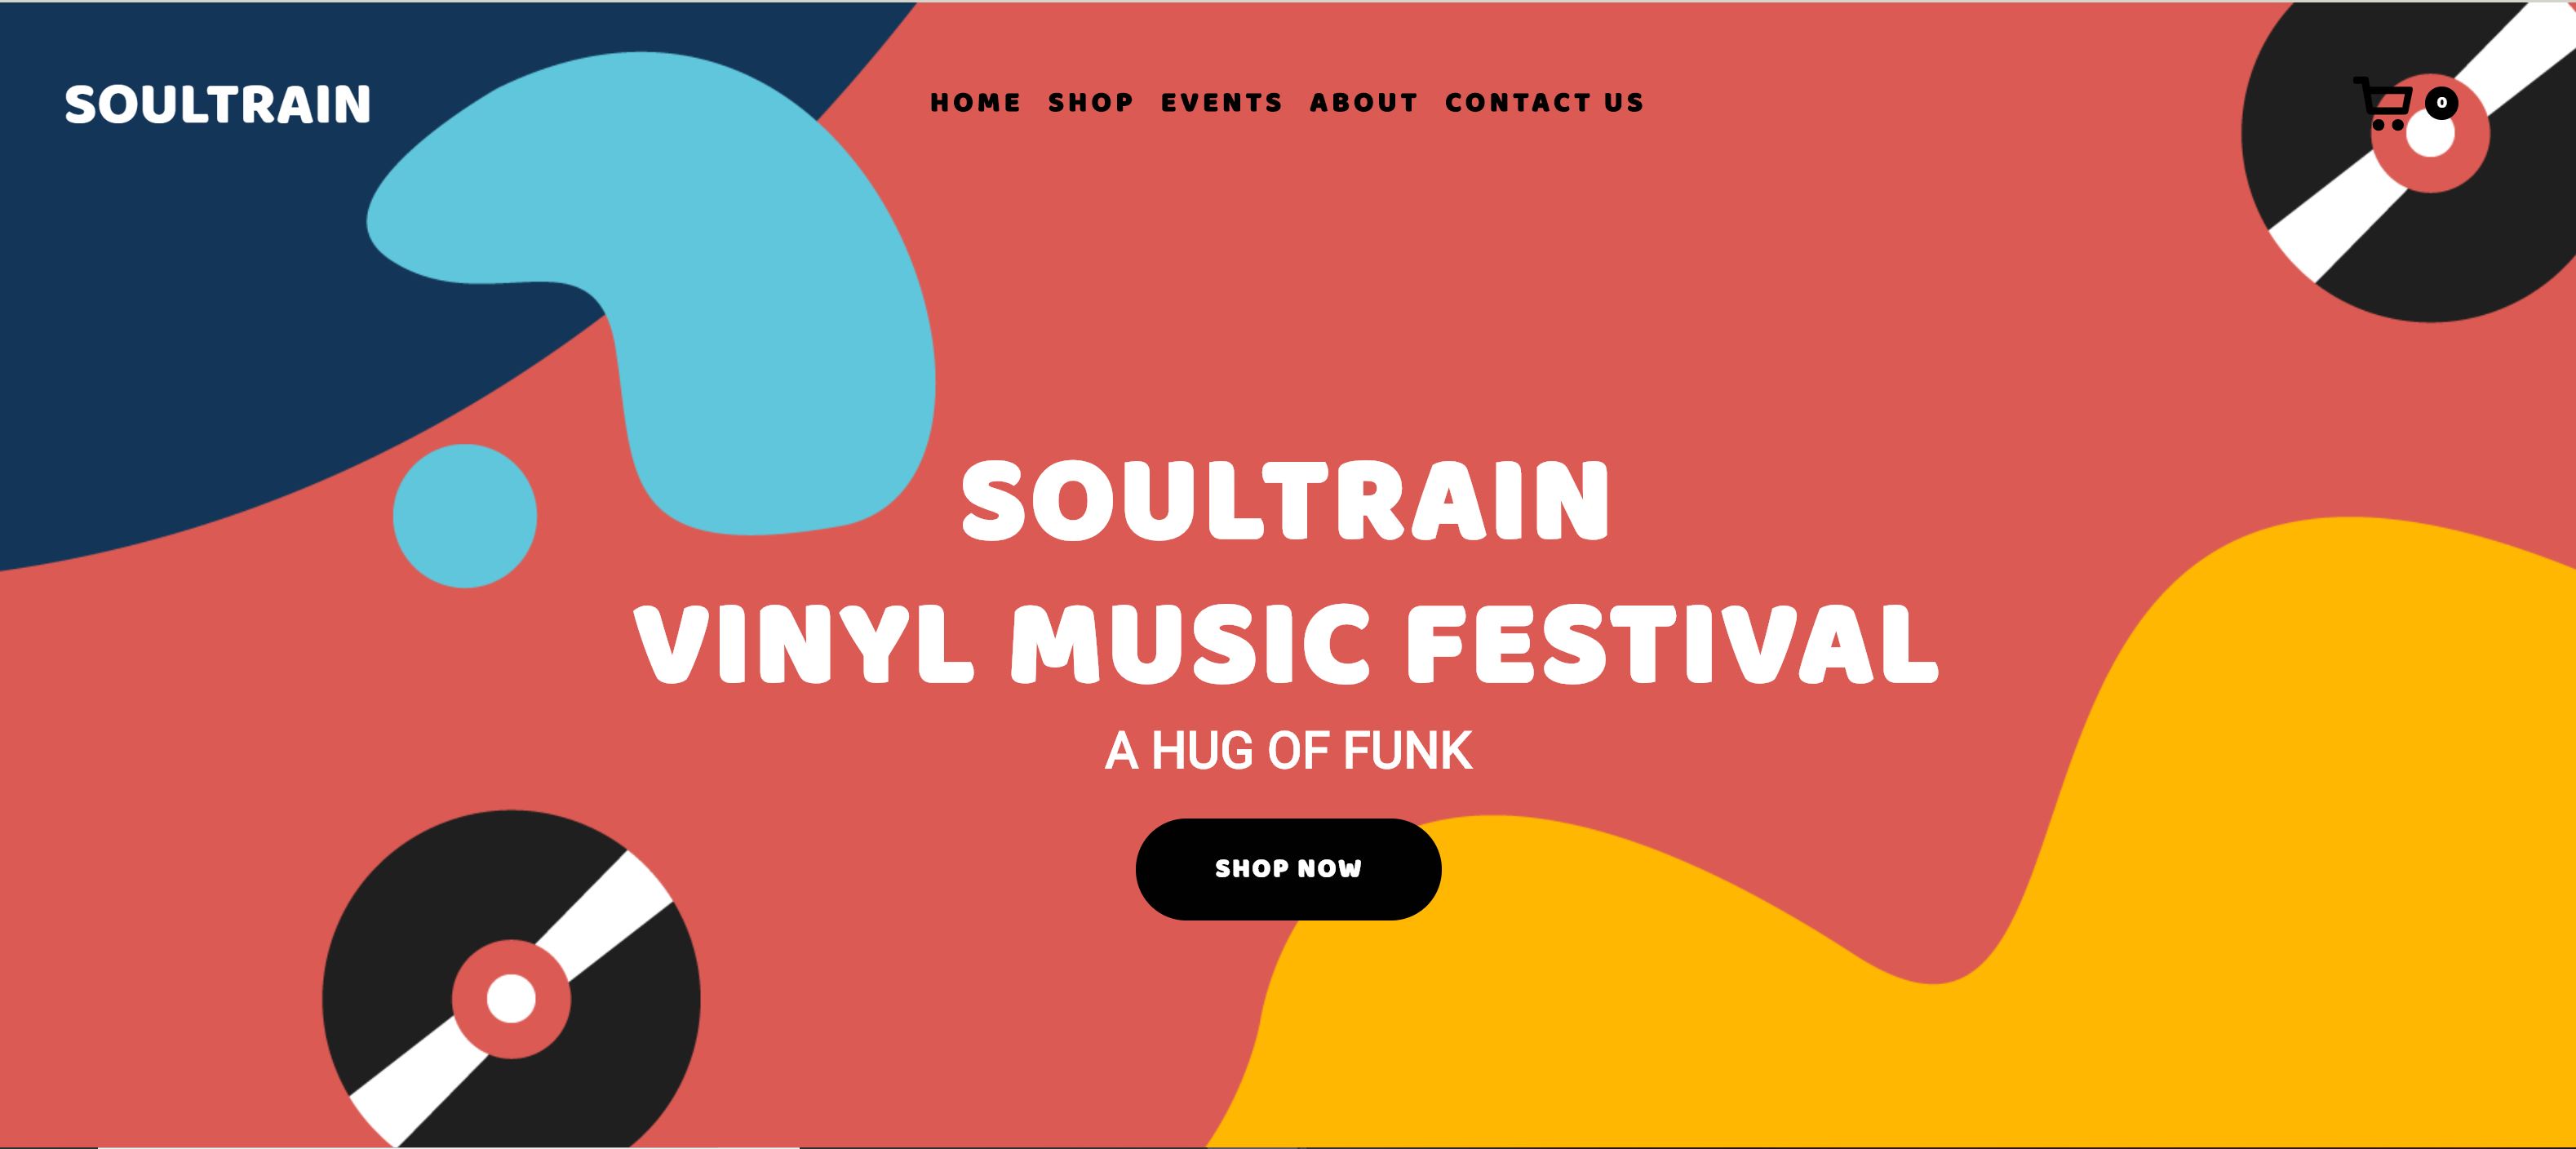 SOULTRAIN
HOME SHOP EVENTS ABOUT CONTACT US
0
SOULTRAIN
VINYL MUSIC FESTIVAL
A HUG OF FUNK
SHOP NOW